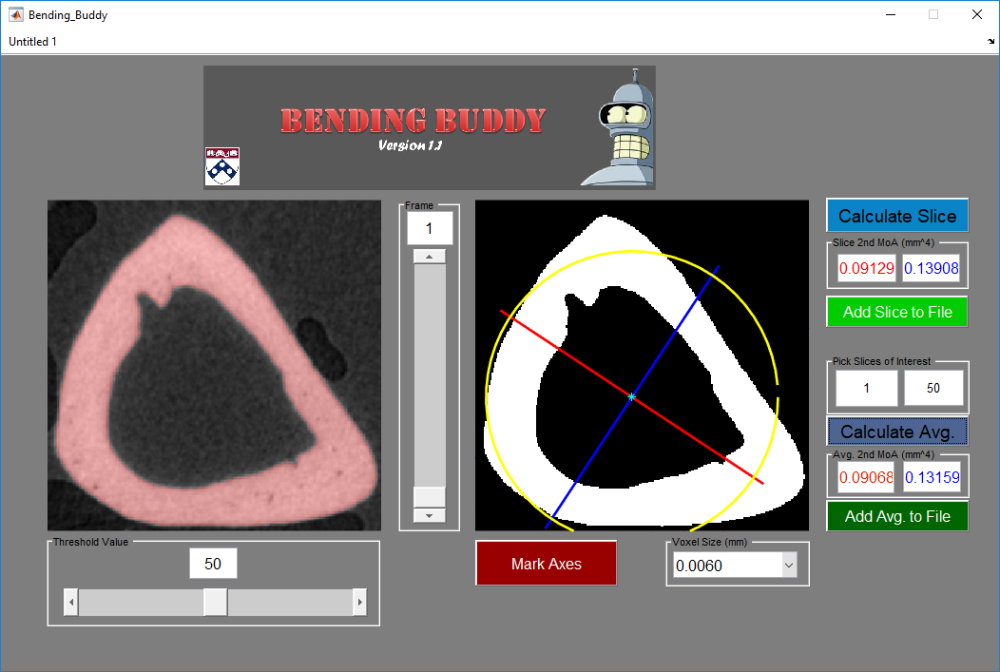 Bending_Buddy
Untitled 1
BENDING BUDDY
Version 1.1
Frame
1
Calculate Slice
Slice 2nd MoA (mm^4)
0.09129 0.13908
Add Slice to File
Pick Slices of Interest
1 50
Calculate Avg.
Avg. 2nd MoA (mm^4)
0.09068 0.13159
Add Avg. to File
Threshold Value
50
Mark Axes
Voxel Size (mm)
0.0060